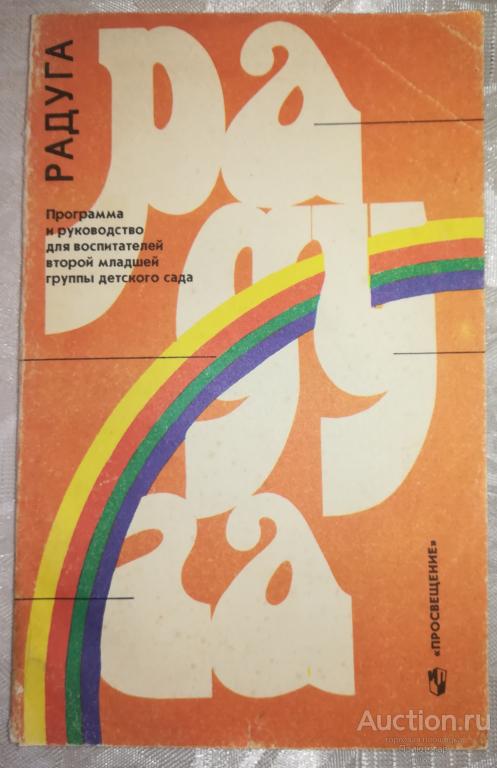 РАДУГА
ра
ду
га
Программа
и руководство
для воспитателей
второй младшей
группы детского сада
«ПРОСВЕЩЕНИЕ»
Auction.ru